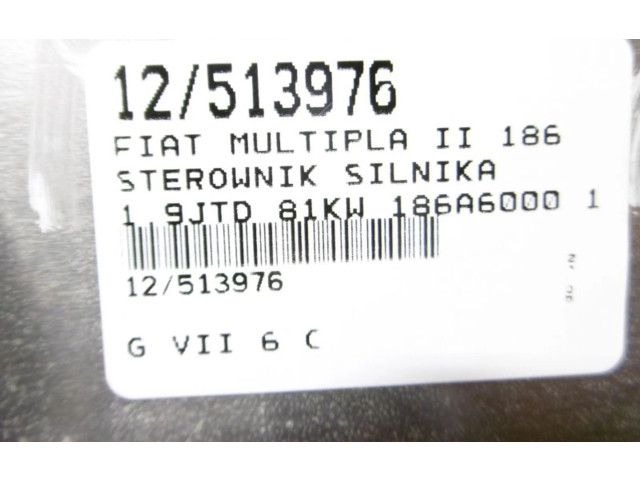 12/513976
FIAT MULTIPLA II 186
STEROWNIK SILNIKA
1 9JTD 81KW 186A6000 1
12/513976
G VII 6 C